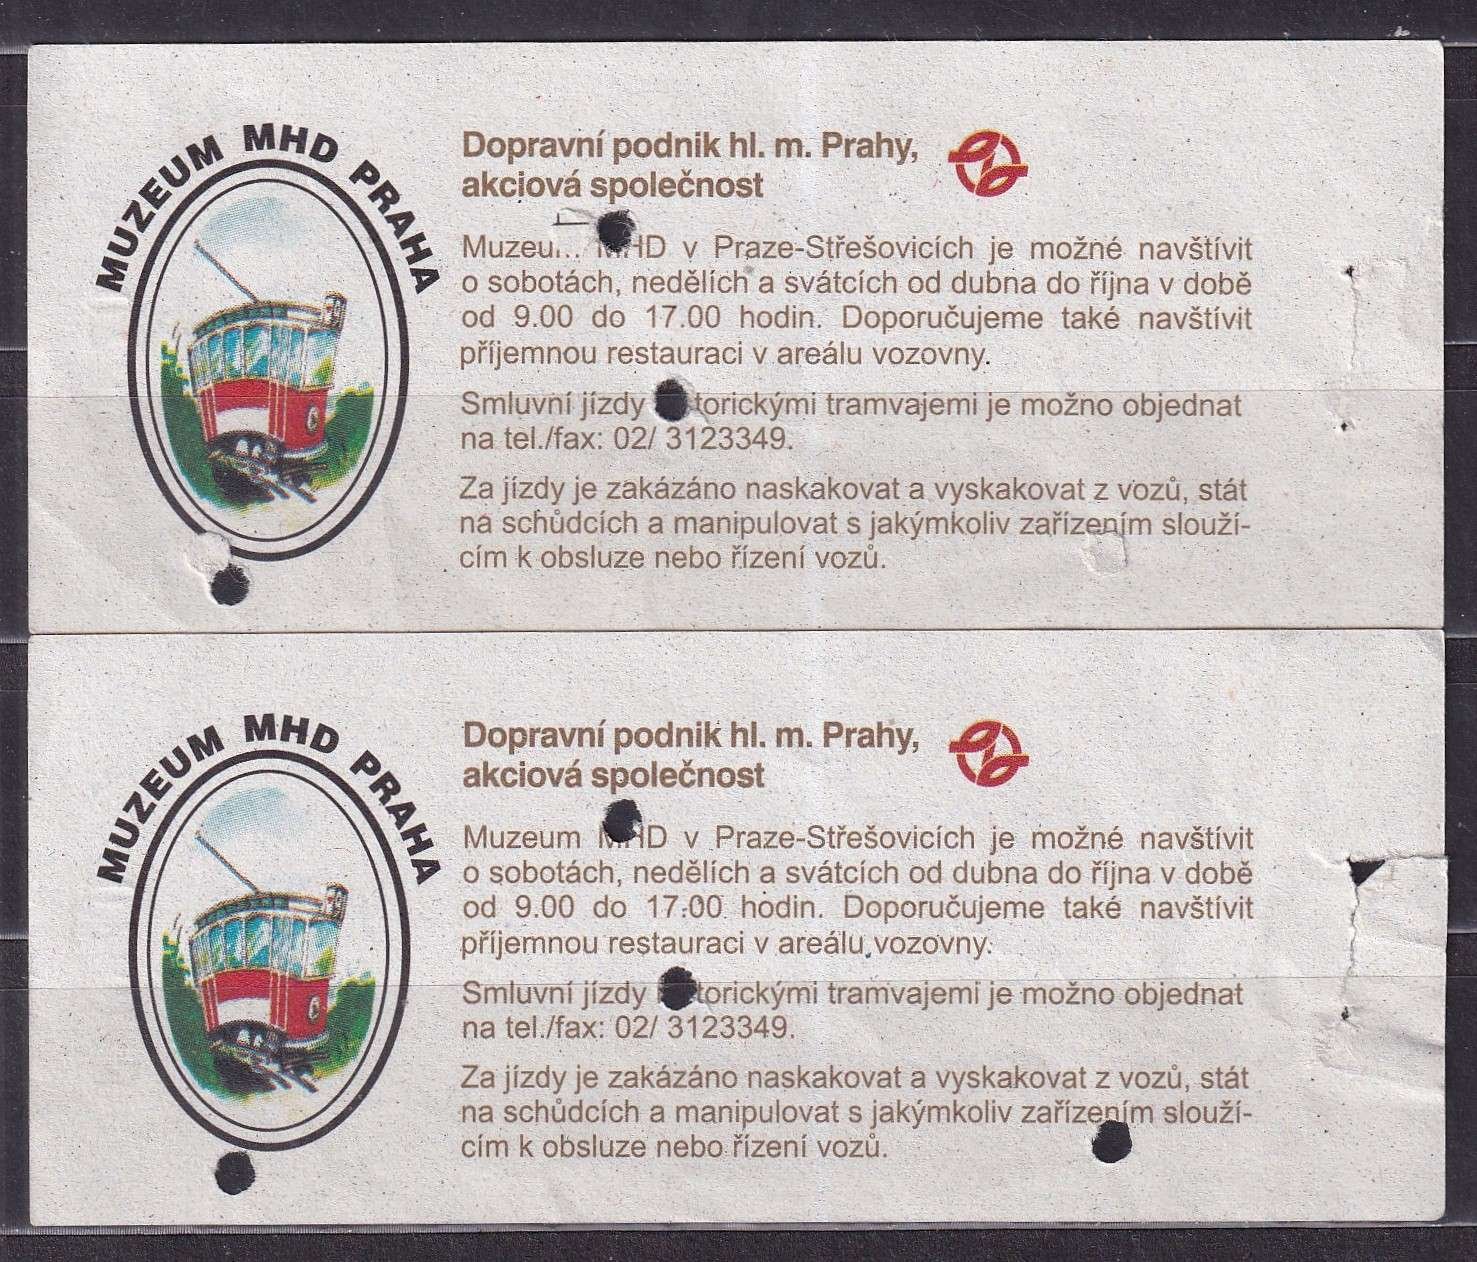 MUZEUM MHD PRAHA
Dopravní podnik hl. m. Prahy,
akciová společnost
MHD v Praze-Střešovicích je možné navštívit
o sobotách, nedělích a svátcích od dubna do října v době
od 9.00 do 17.00 hodin. Doporučujeme také navštívit
příjemnou restauraci v areálu vozovny.
Smluvní jízdy torickými tramvajemi je možno objednat
na tel./fax: 02/ 3123349.
Za jízdy je zakázáno naskakovat a vyskakovat z vozů, stát
na schůdcích a manipulovat s jakýmkoliv zařízením slouží-
cím k obsluze nebo řízení vozů.
MUZEUM MHD PRAHA
Dopravní podnik hl. m. Prahy,
akciová společnost
Muzeum MHD v Praze-Střešovicích je možné navštívit
o sobotách, nedělích a svátcích od dubna do října v době
od 9.00 do 17.00 hodin. Doporučujeme také navštívit
příjemnou restauraci v areálu vozovny.
Smluvní jízdy torickými tramvajemi je možno objednat
na tel./fax: 02/ 3123349.
Za jízdy je zakázáno naskakovat a vyskakovat z vozů, stát
na schůdcích a manipulovat s jakýmkoliv zařízením slouží-
cím k obsluze nebo řízení vozů.